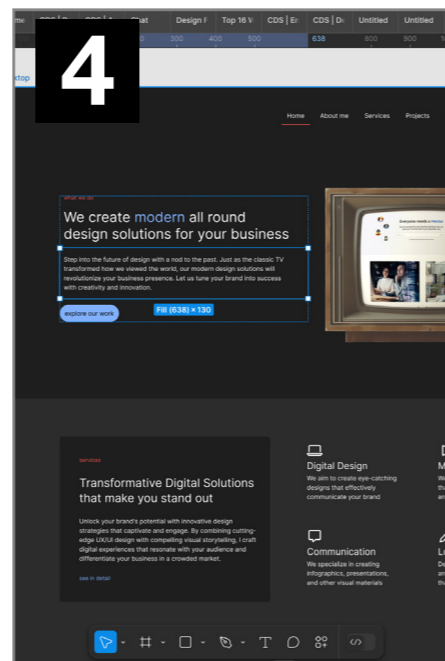 Chat
Design F
Top 16 W
CDS | En
CDS | De
Untitled
Untitled
300 400 500 638 800 900
4
Home About me Services Projects
what we do
We create modern all round
design solutions for your business
Step into the future of design with a nod to the past. Just as the classic TV
transformed how we viewed the world, our modern design solutions will
revolutionize your business presence. Let us tune your brand into success
with creativity and innovation.
explore our work
Fill (638) × 130
services
Transformative Digital Solutions
that make you stand out
Unlock your brand's potential with innovative design
strategies that captivate and engage. By combining cutting-
edge UX/UI design with compelling visual storytelling, I craft
digital experiences that resonate with your audience and
differentiate your business in a crowded market.
see in detail
Digital Design
We aim to create eye-catching
designs that effectively
communicate your brand
Communication
We specialize in creating
infographics, presentations,
and other visual materials